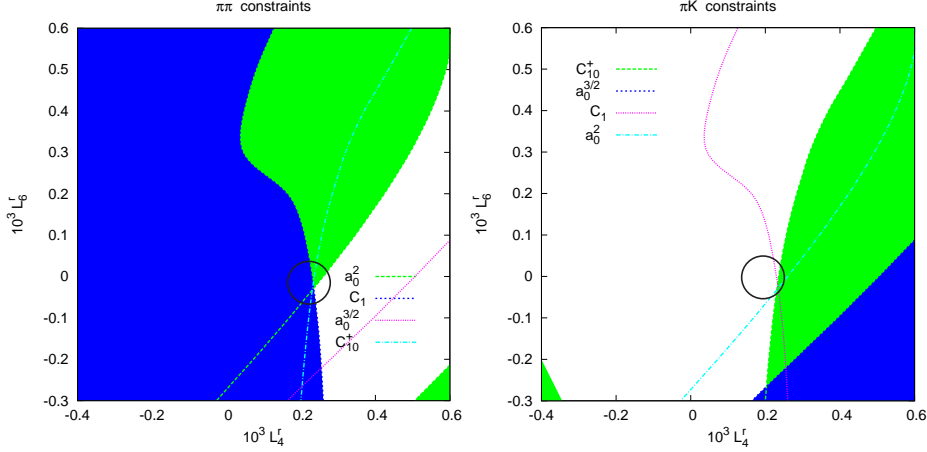 ππ constraints
0.6
0.5
0.4
0.3
0.2
0.1
0
-0.1
-0.2
-0.3
10³ L₆ʳ
a₀²
C₁
a₀^{3/2}
C₁₀⁺
-0.4 -0.2 0 0.2 0.4 0.6
10³ L₄ʳ
πK constraints
0.6
0.5
0.4
0.3
0.2
0.1
0
-0.1
-0.2
-0.3
10³ L₆ʳ
C₁₀⁺
a₀^{3/2}
C₁
a₀²
-0.4 -0.2 0 0.2 0.4 0.6
10³ L₄ʳ